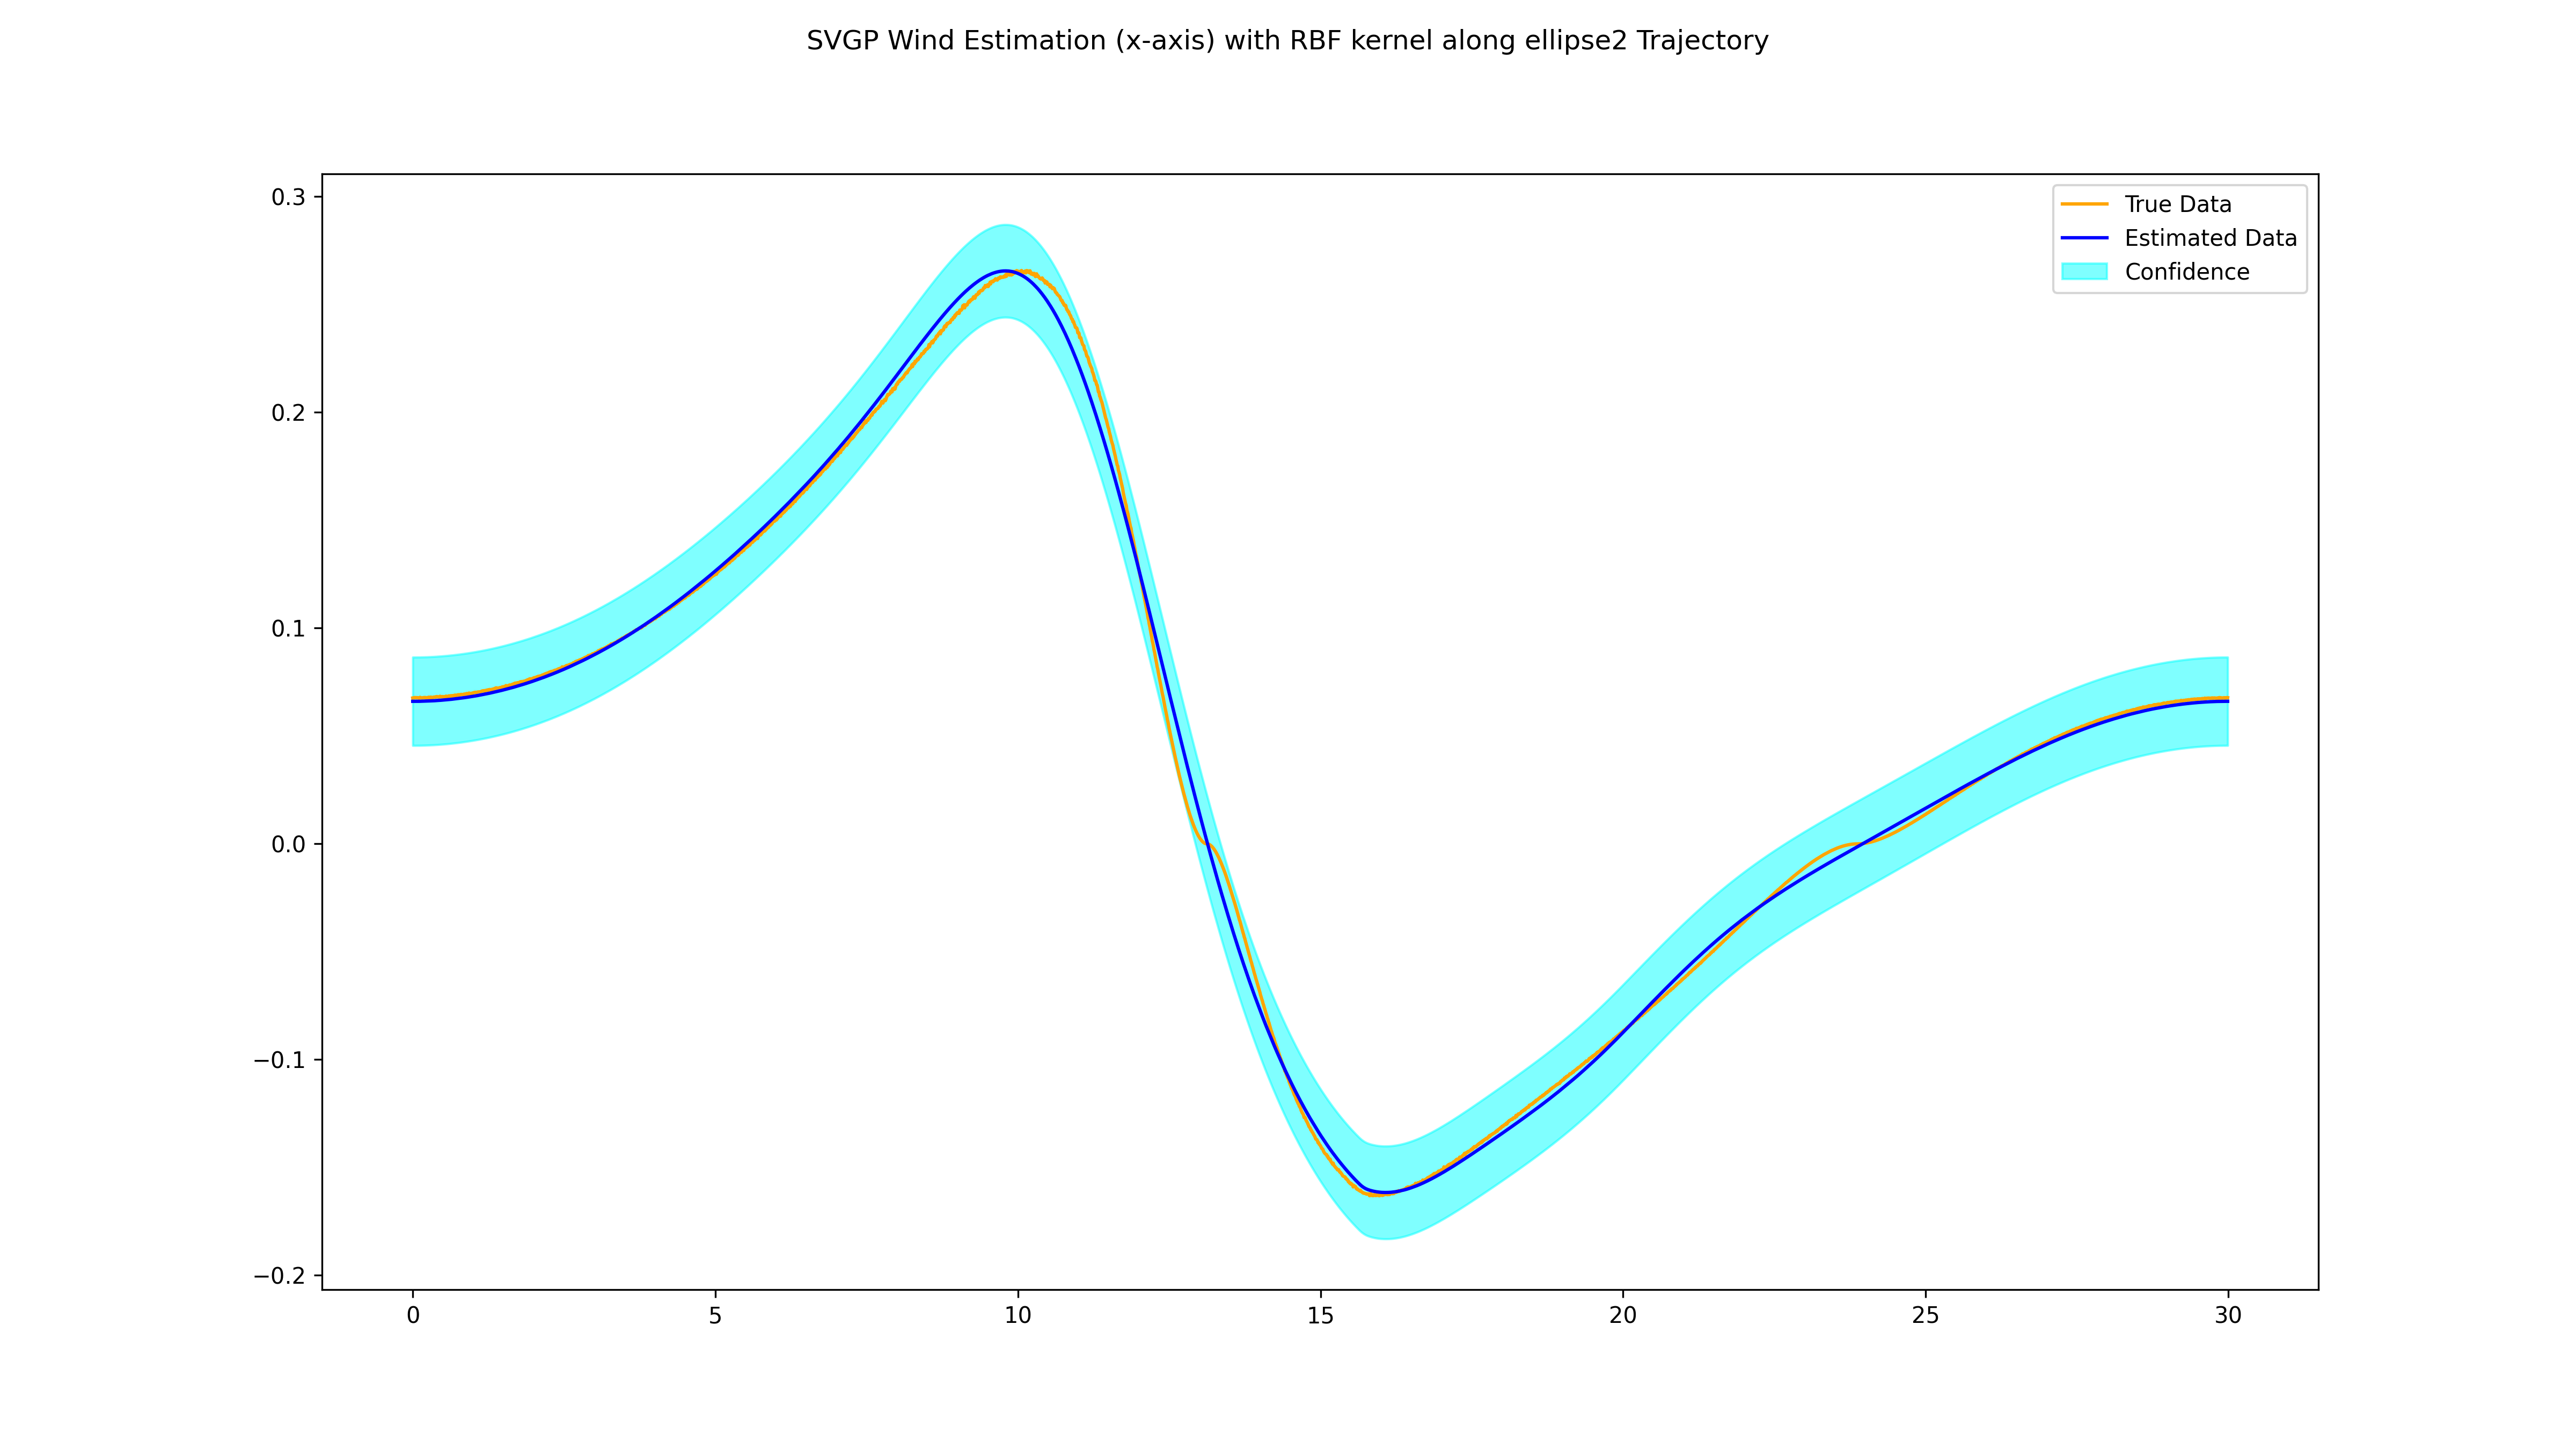 SVGP Wind Estimation (x-axis) with RBF kernel along ellipse2 Trajectory
True Data
Estimated Data
Confidence
0.3
0.2
0.1
0.0
−0.1
−0.2
0 5 10 15 20 25 30